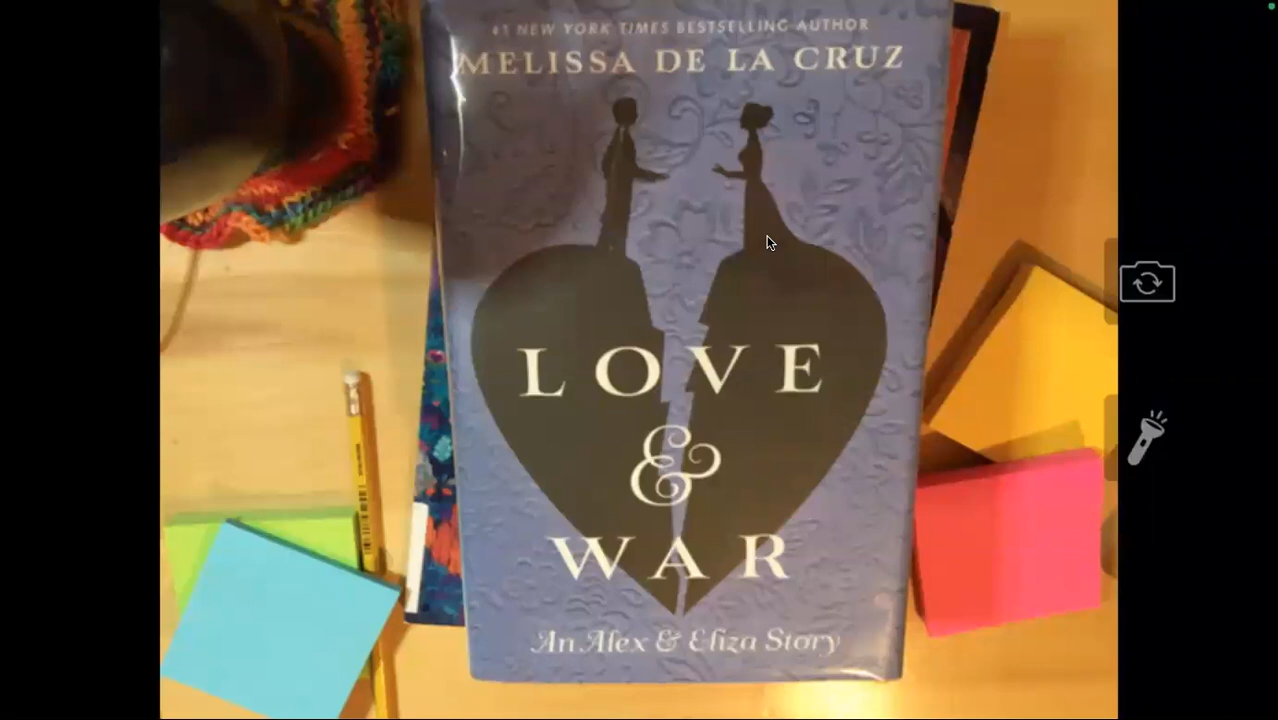 #1 NEW YORK TIMES BESTSELLING AUTHOR
MELISSA DE LA CRUZ
LOVE
&
WAR
An Alex & Eliza Story